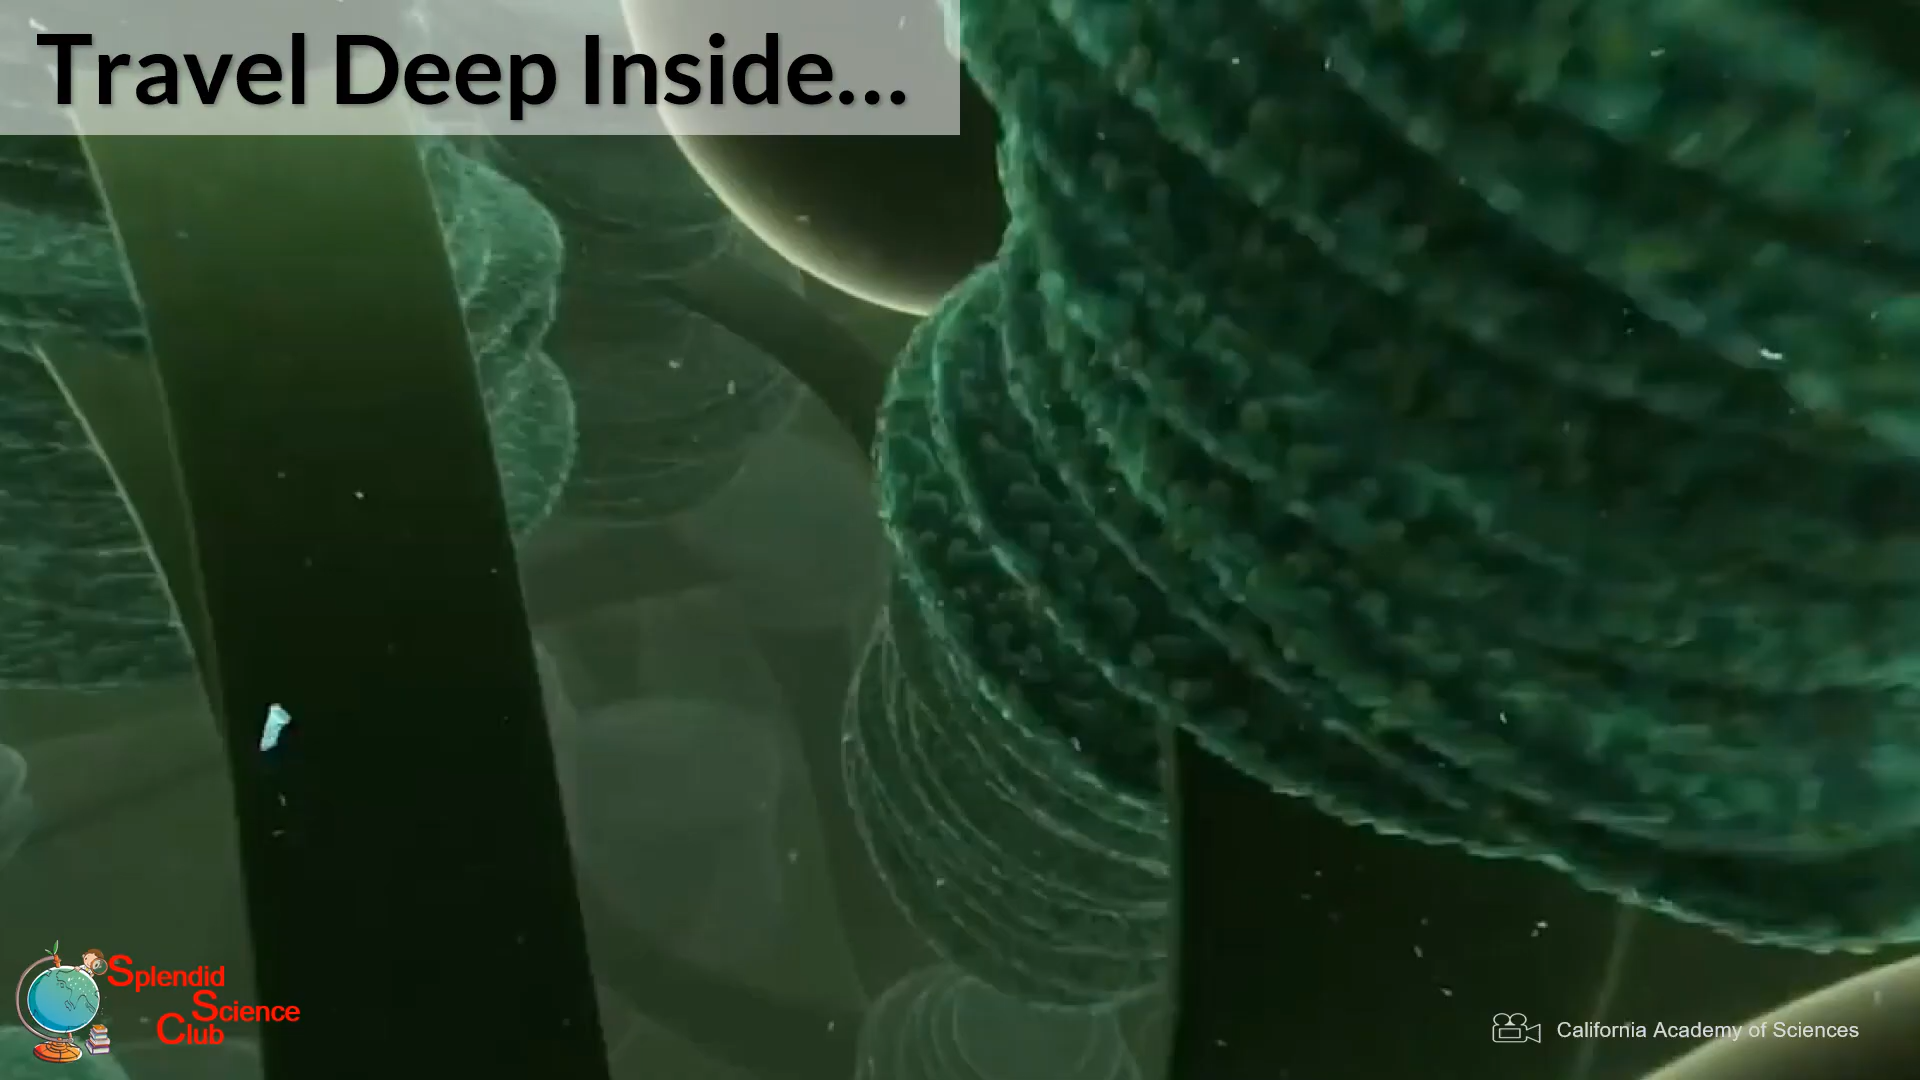 Travel Deep Inside...
Splendid
Science
Club
California Academy of Sciences